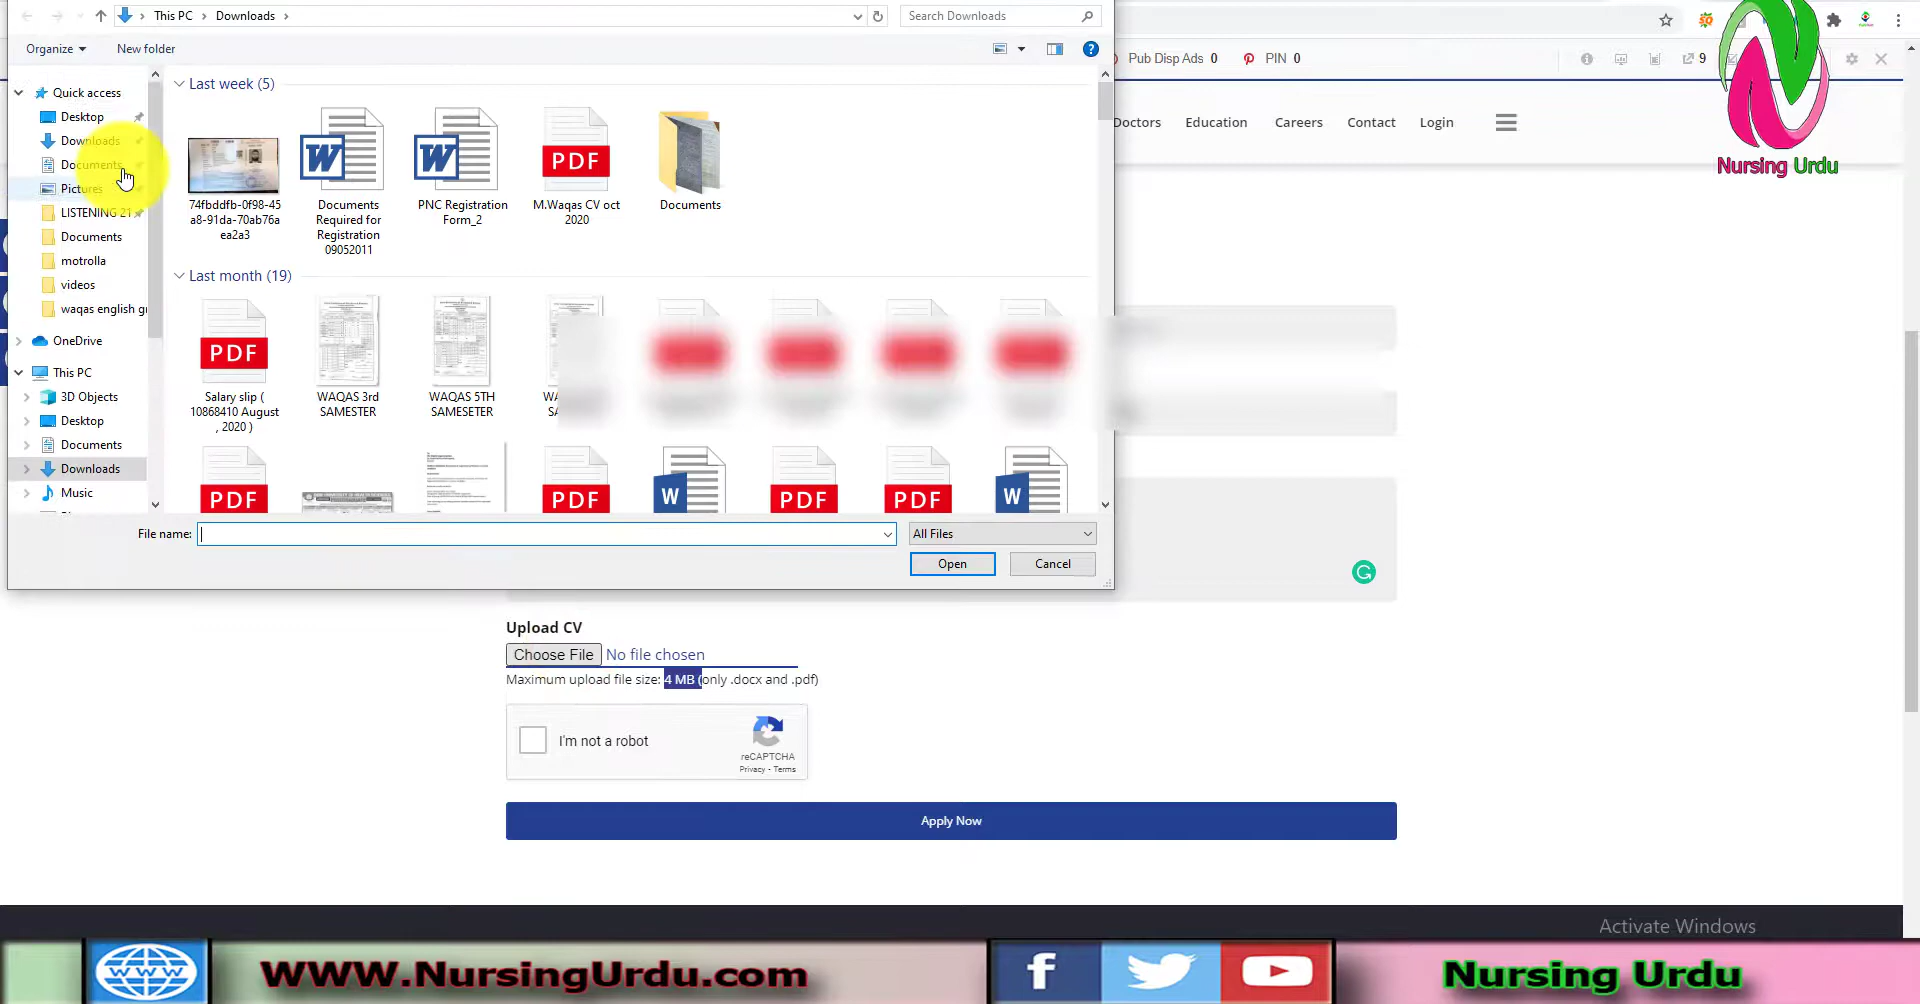 This PC
Downloads
Search Downloads
Organize
New folder
Pub Disp Ads 0
PIN 0
9
Quick access
Desktop
Downloads
Documents
Pictures
LISTENING 21
Documents
motrolla
videos
waqas english gr
OneDrive
This PC
3D Objects
Desktop
Documents
Downloads
Music
Last week (5)
74fbddfb-0f98-45
a8-91da-70ab76a
ea2a3
Documents
Required for
Registration
09052011
PNC Registration
Form_2
PDF
M.Waqas CV oct
2020
Documents
Last month (19)
PDF
Salary slip (
10868410 August
, 2020 )
WAQAS 3rd
SAMESTER
WAQAS 5TH
SAMESETER
PDF
PDF
W
PDF
PDF
W
File name:
All Files
Open
Cancel
Doctors
Education
Careers
Contact
Login
Nursing Urdu
Upload CV
Choose File No file chosen
Maximum upload file size: 4 MB (only .docx and .pdf)
I'm not a robot
reCAPTCHA
Privacy - Terms
Apply Now
Activate Windows
WWW
WWW.NursingUrdu.com
Nursing Urdu